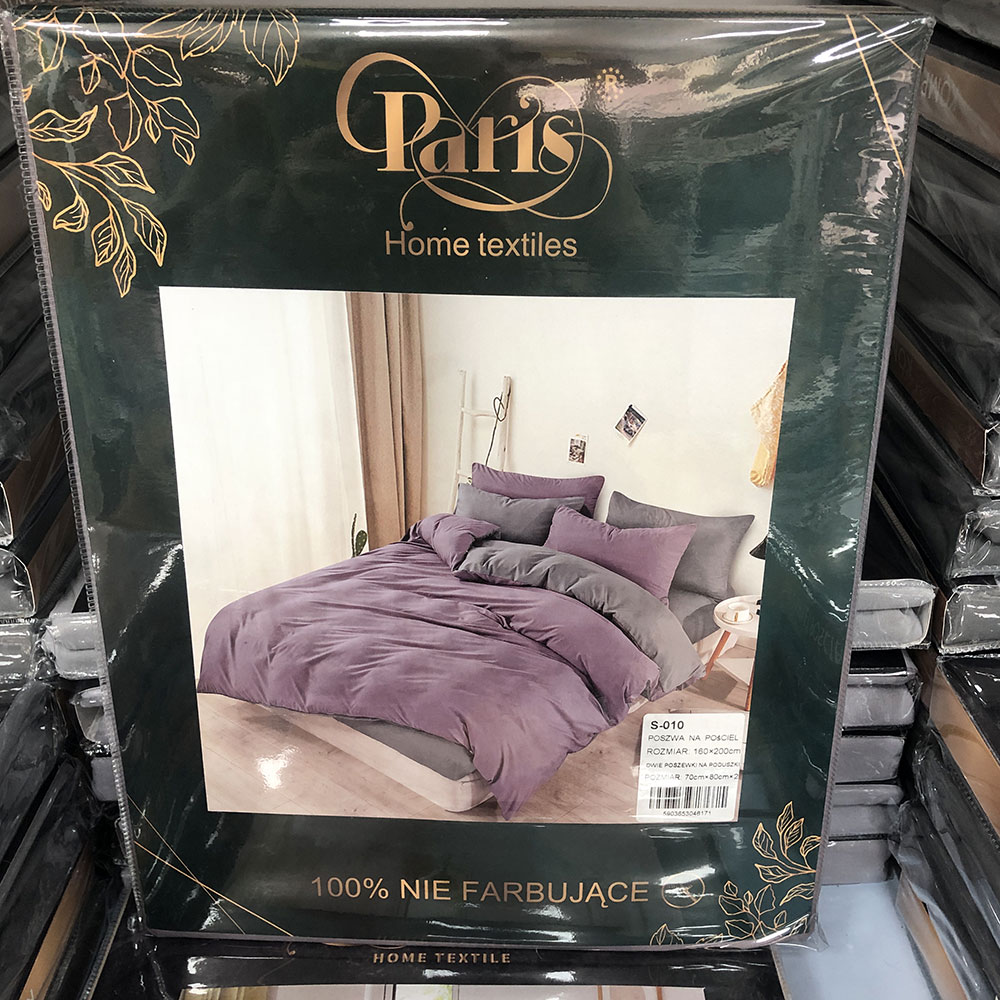 Paris
R
Home textiles
S-010
POSZWA NA POŚCIEL
ROZMIAR: 160×200cm
DWIE POSZEWKI NA PODUSZKI
ROZMIAR: 70cm×80cm×2
5903653046171
100% NIE FARBUJĄCE
HOME TEXTILE